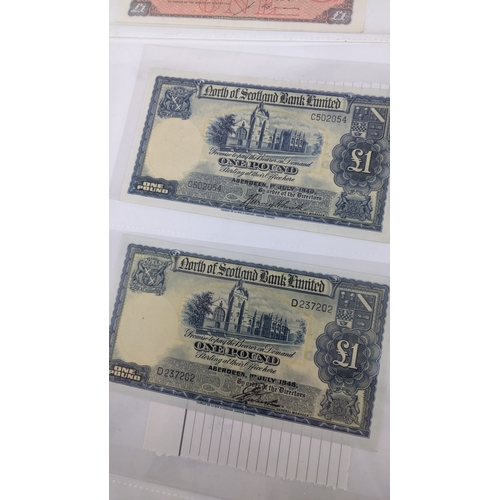 £1
£1
North of Scotland Bank Limited
C502054
Promise to pay the Bearer on Demand
ONE POUND
Sterling at their Office here
£1
C502054
ABERDEEN, 1st JULY
By order of the Directors
ONE POUND
North of Scotland Bank Limited
D237202
Promise to pay the Bearer on Demand
ONE POUND
Sterling at their Office here
£1
D237202
ABERDEEN, 1st JULY
By order of the Directors
ONE POUND